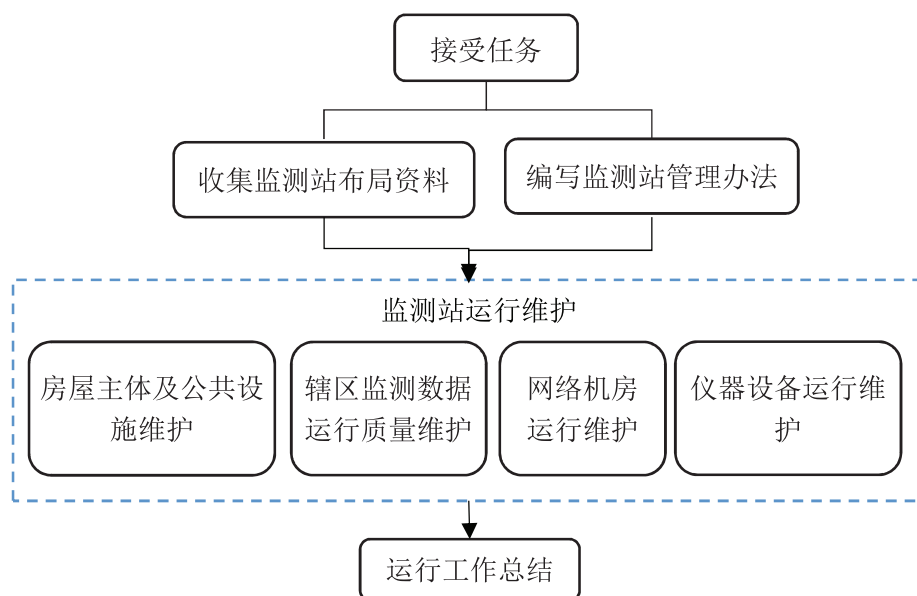 接受任务
收集监测站布局资料
编写监测站管理办法
监测站运行维护
房屋主体及公共设
施维护
辖区监测数据
运行质量维护
网络机房
运行维护
仪器设备运行维
护
运行工作总结